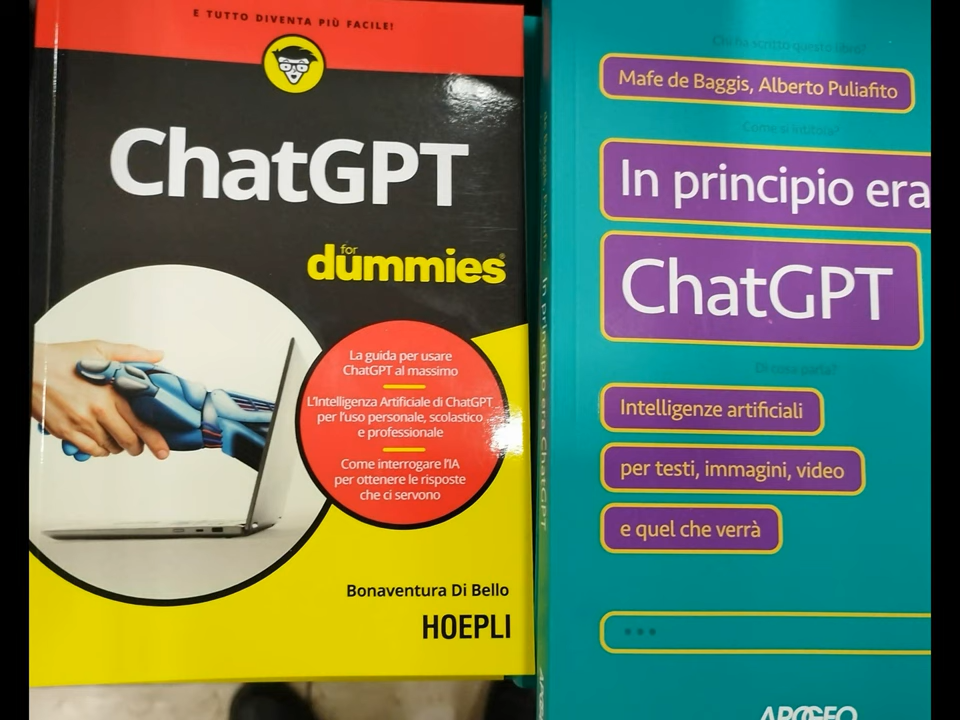 E TUTTO DIVENTA PIÙ FACILE!
ChatGPT
for
dummies®
La guida per usare
ChatGPT al massimo
L'Intelligenza Artificiale di ChatGPT
per l'uso personale, scolastico
e professionale
Come interrogare l'IA
per ottenere le risposte
che ci servono
Bonaventura Di Bello
HOEPLI
In principio era ChatGPT
Chi ha scritto questo libro?
Mafe de Baggis, Alberto Puliafito
Come si intitola?
In principio era
ChatGPT
Di cosa parla?
Intelligenze artificiali
per testi, immagini, video
e quel che verrà
APOGEO